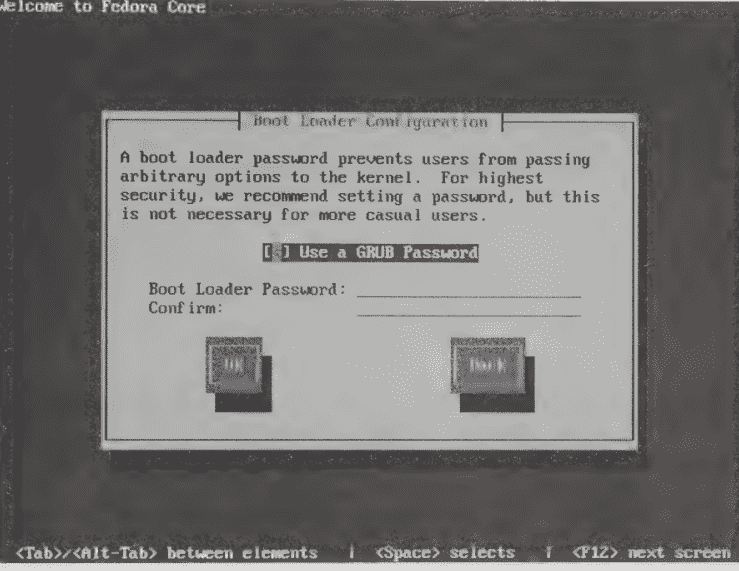 Welcome to Fedora Core
Boot Loader Configuration
A boot loader password prevents users from passing
arbitrary options to the kernel. For highest
security, we recommend setting a password, but this
is not necessary for more casual users.
[ ] Use a GRUB Password
Boot Loader Password:
Confirm:
OK Back
<Tab>/<Alt-Tab> between elements | <Space> selects | <F12> next screen